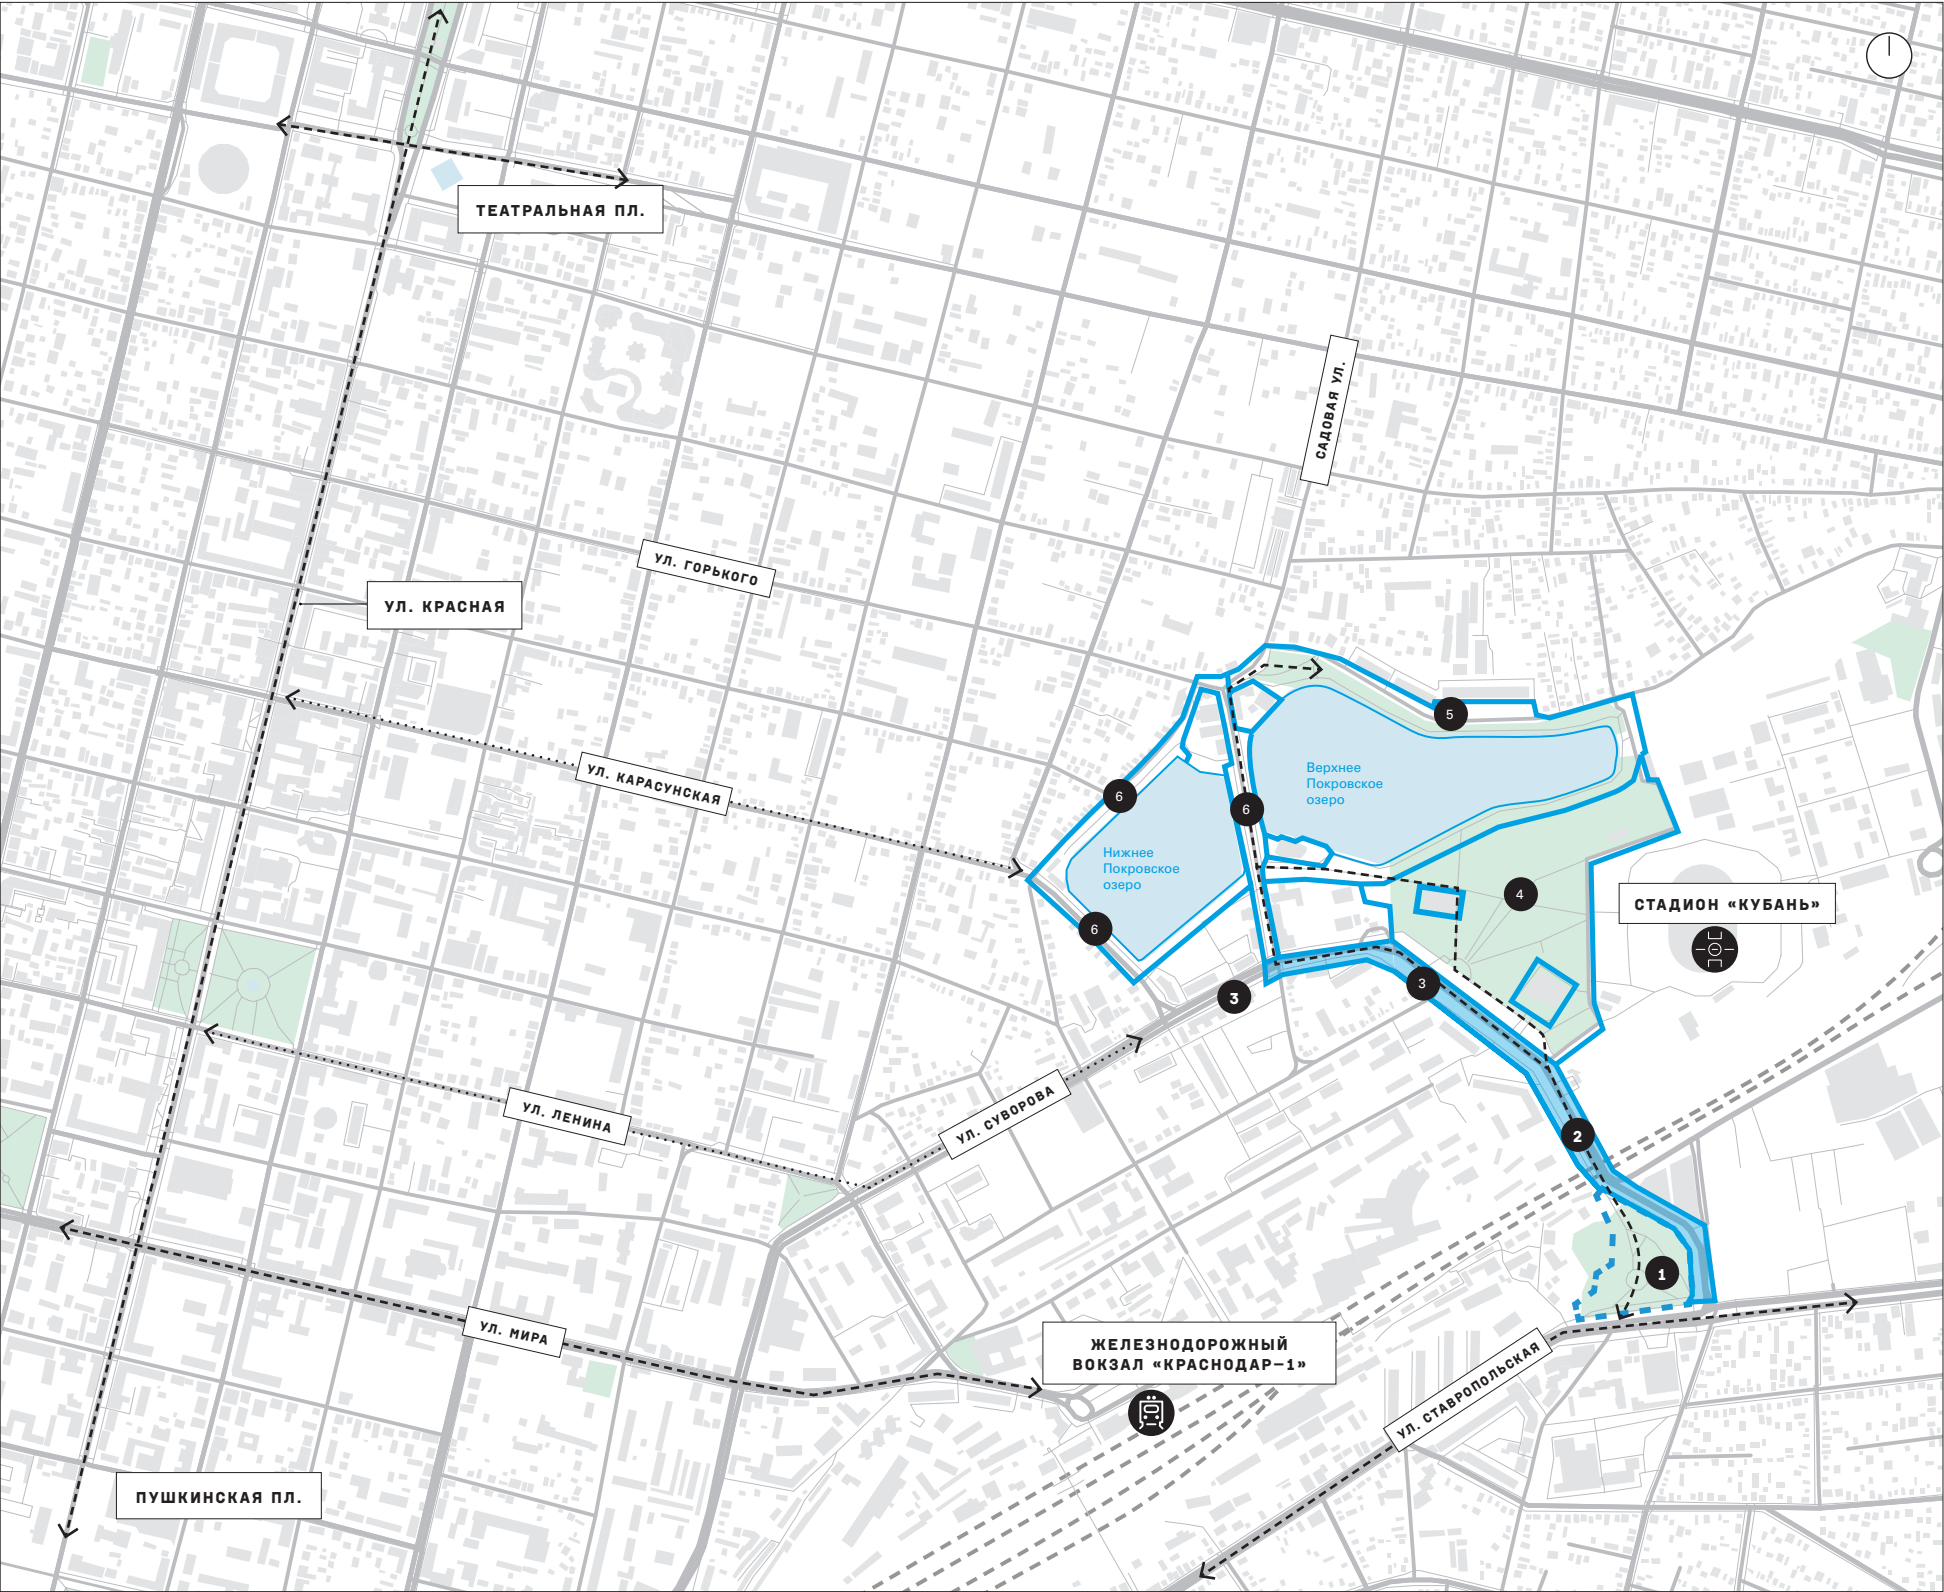 ТЕАТРАЛЬНАЯ ПЛ.
САДОВАЯ УЛ.
УЛ. ГОРЬКОГО
УЛ. КРАСНАЯ
5
УЛ. КАРАСУНСКАЯ
6
6
Верхнее
Покровское
озеро
Нижнее
Покровское
озеро
4
СТАДИОН «КУБАНЬ»
6
3
3
УЛ. ЛЕНИНА
УЛ. СУВОРОВА
2
1
УЛ. МИРА
ЖЕЛЕЗНОДОРОЖНЫЙ
ВОКЗАЛ «КРАСНОДАР–1»
УЛ. СТАВРОПОЛЬСКАЯ
ПУШКИНСКАЯ ПЛ.